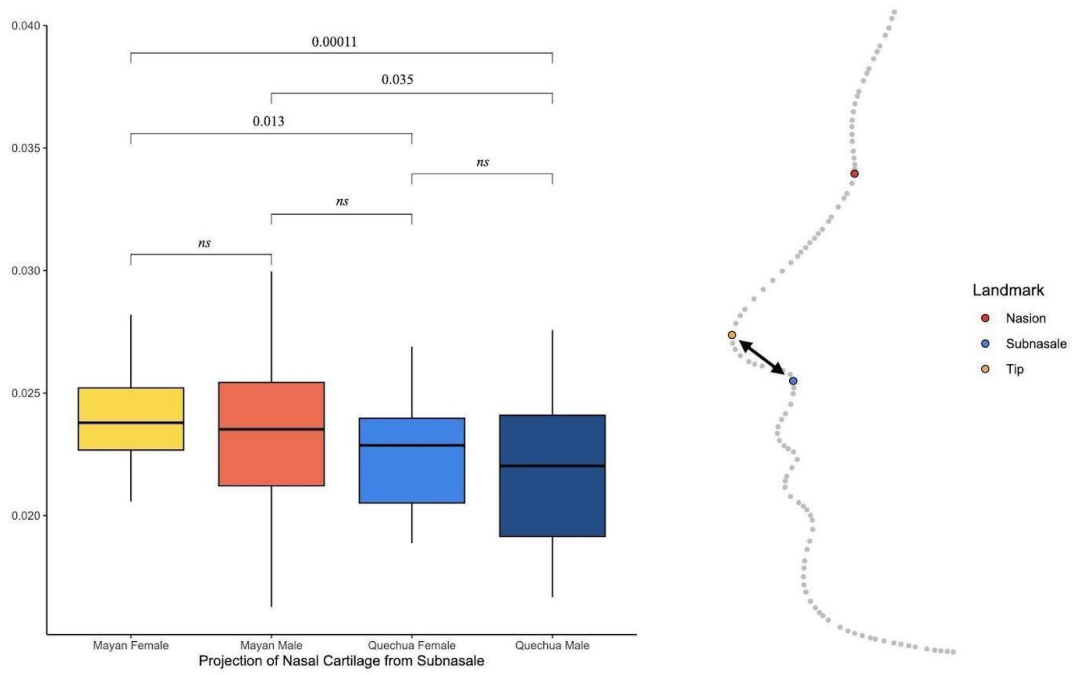 0.040
0.00011
0.035
0.013
0.035
ns
ns
ns
0.030
0.025
0.020
Mayan Female Mayan Male Quechua Female Quechua Male
Projection of Nasal Cartilage from Subnasale
Landmark
Nasion
Subnasale
Tip